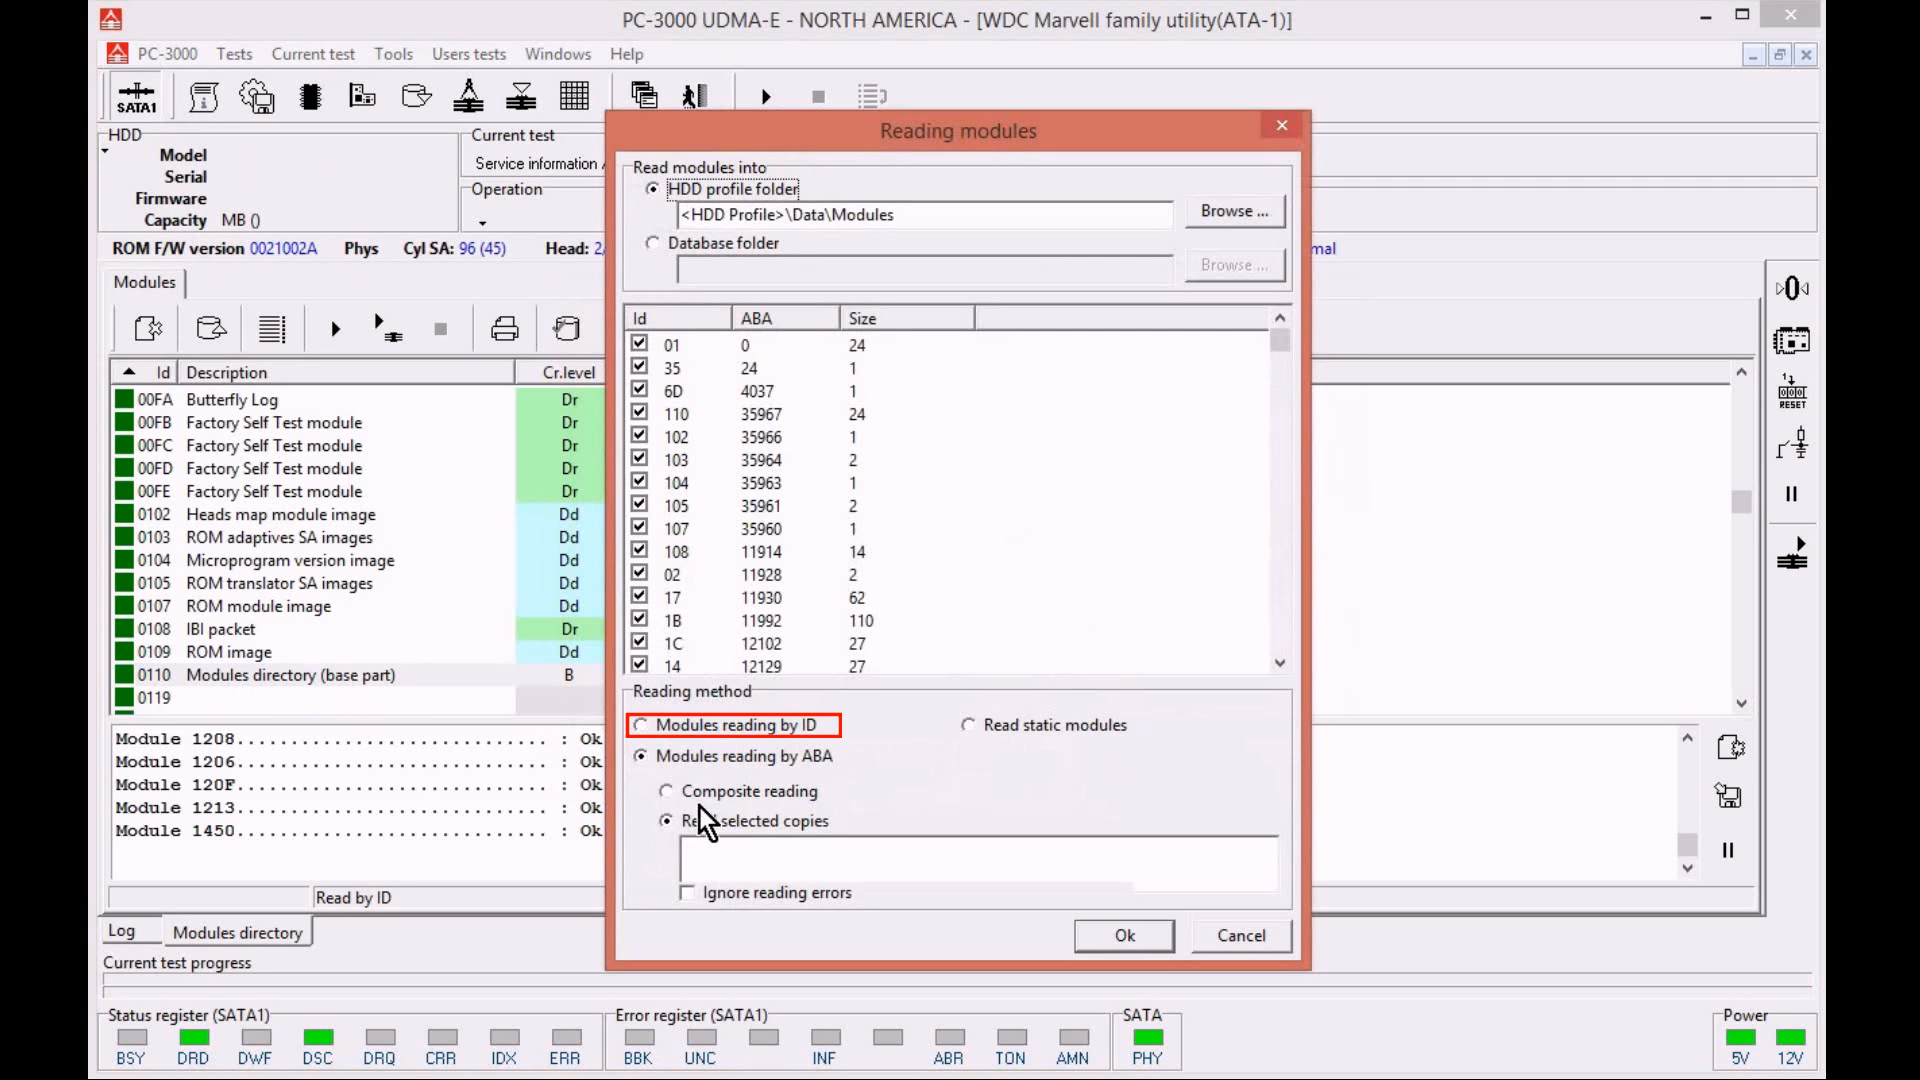 PC-3000 UDMA-E - NORTH AMERICA - [WDC Marvell family utility(ATA-1)]
PC-3000 Tests Current test Tools Users tests Windows Help
SATA1
HDD
Model
Serial
Firmware
Capacity MB ()
Current test
Service information
Operation
ROM F/W version 0021002A Phys Cyl SA: 96 (45) Head: 2/
mal
Modules
Id Description Cr.level
00FA Butterfly Log Dr
00FB Factory Self Test module Dr
00FC Factory Self Test module Dr
00FD Factory Self Test module Dr
00FE Factory Self Test module Dr
0102 Heads map module image Dd
0103 ROM adaptives SA images Dd
0104 Microprogram version image Dd
0105 ROM translator SA images Dd
0107 ROM module image Dd
0108 IBI packet Dr
0109 ROM image Dd
0110 Modules directory (base part) B
0119
Module 1208............................ : Ok
Module 1206............................ : Ok
Module 120F............................ : Ok
Module 1213............................ : Ok
Module 1450............................ : Ok
Read by ID
Log Modules directory
Reading modules
Read modules into
HDD profile folder
<HDD Profile>\Data\Modules Browse ...
Database folder
Browse ...
Id ABA Size
01 0 24
35 24 1
6D 4037 1
110 35967 24
102 35966 1
103 35964 2
104 35963 1
105 35961 2
107 35960 1
108 11914 14
02 11928 2
17 11930 62
1B 11992 110
1C 12102 27
14 12129 27
Reading method
Modules reading by ID Read static modules
Modules reading by ABA
Composite reading
selected copies
Ignore reading errors
Ok Cancel
RESET
Current test progress
Status register (SATA1)
BSY DRD DWF DSC DRQ CRR IDX ERR
Error register (SATA1)
BBK UNC INF ABR TON AMN
SATA
PHY
Power
5V 12V